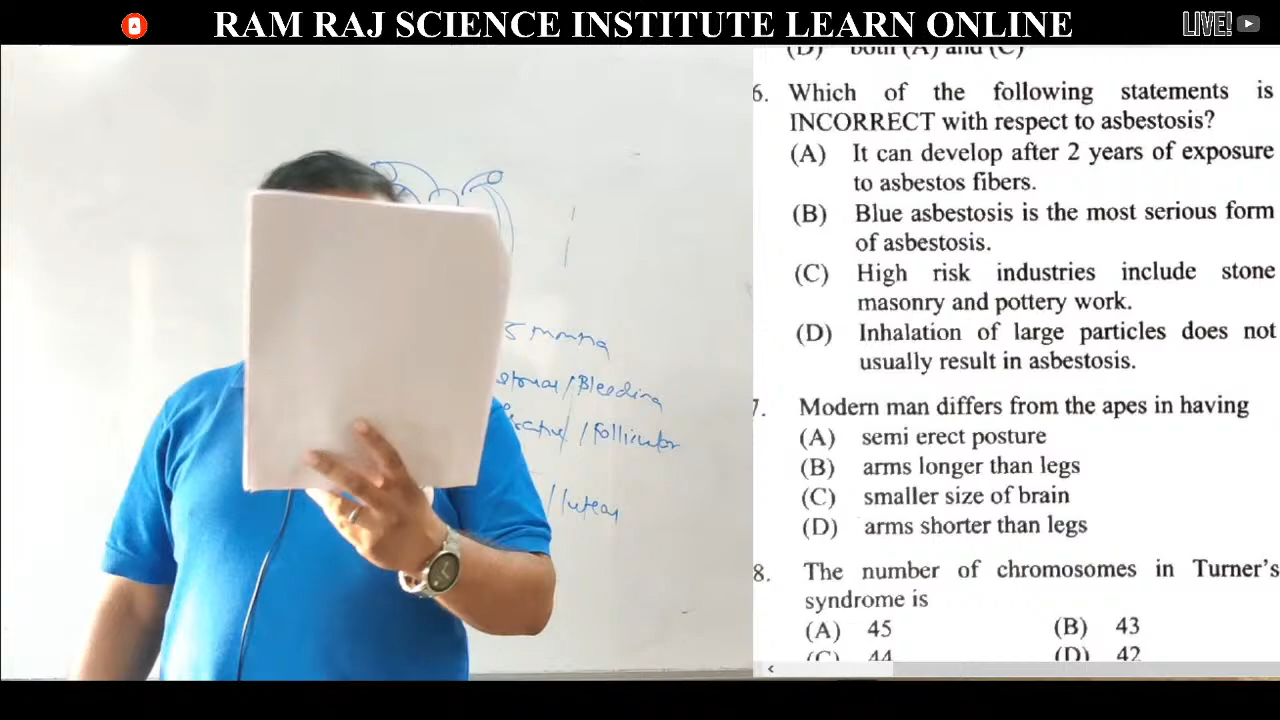 RAM RAJ SCIENCE INSTITUTE LEARN ONLINE
LIVE!
(D) both (A) and (C)
6. Which of the following statements is
INCORRECT with respect to asbestosis?
(A) It can develop after 2 years of exposure
to asbestos fibers.
(B) Blue asbestosis is the most serious form
of asbestosis.
(C) High risk industries include stone
masonry and pottery work.
(D) Inhalation of large particles does not
usually result in asbestosis.
7. Modern man differs from the apes in having
(A) semi erect posture
(B) arms longer than legs
(C) smaller size of brain
(D) arms shorter than legs
8. The number of chromosomes in Turner's
syndrome is
(A) 45 (B) 43
(C) 44 (D) 42
/Bleeding
/Follicular
/luteal